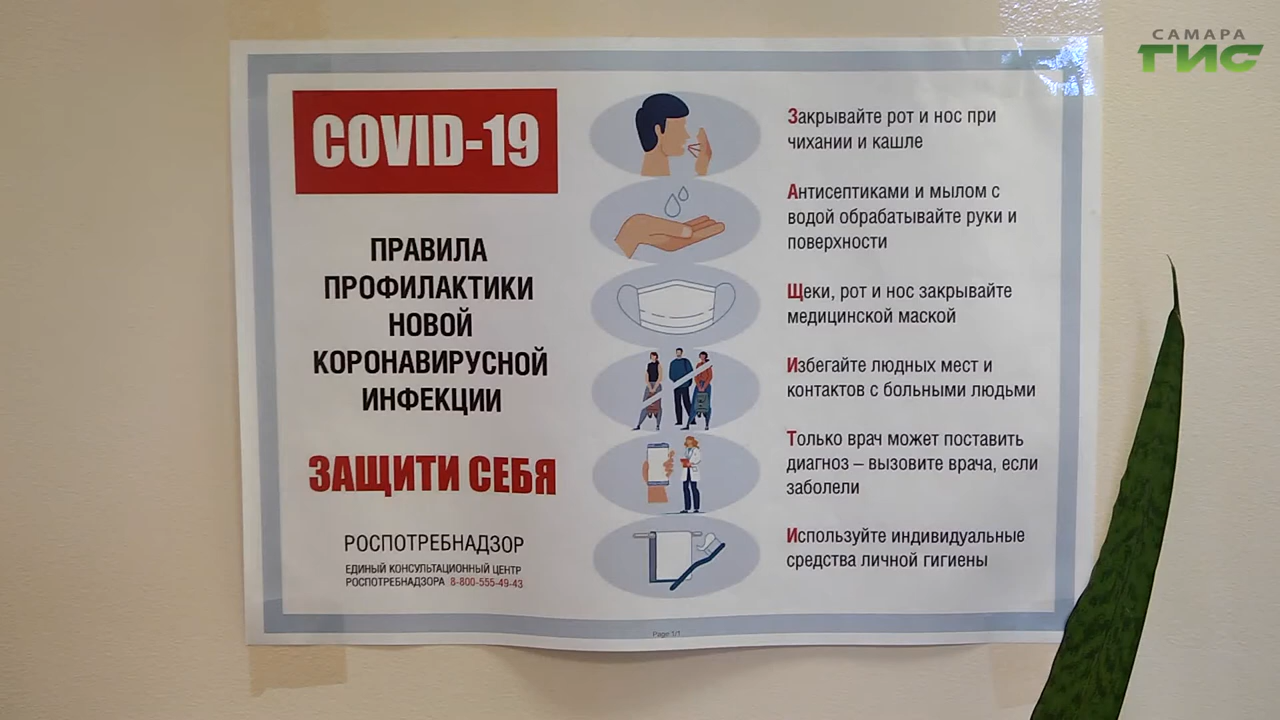 САМАРА
ГИС
COVID-19
ПРАВИЛА
ПРОФИЛАКТИКИ
НОВОЙ
КОРОНАВИРУСНОЙ
ИНФЕКЦИИ
ЗАЩИТИ СЕБЯ
РОСПОТРЕБНАДЗОР
ЕДИНЫЙ КОНСУЛЬТАЦИОННЫЙ ЦЕНТР
РОСПОТРЕБНАДЗОРА 8-800-555-49-43
Закрывайте рот и нос при
чихании и кашле
Антисептиками и мылом с
водой обрабатывайте руки и
поверхности
Щеки, рот и нос закрывайте
медицинской маской
Избегайте людных мест и
контактов с больными людьми
Только врач может поставить
диагноз – вызовите врача, если
заболели
Используйте индивидуальные
средства личной гигиены
Page 1/1